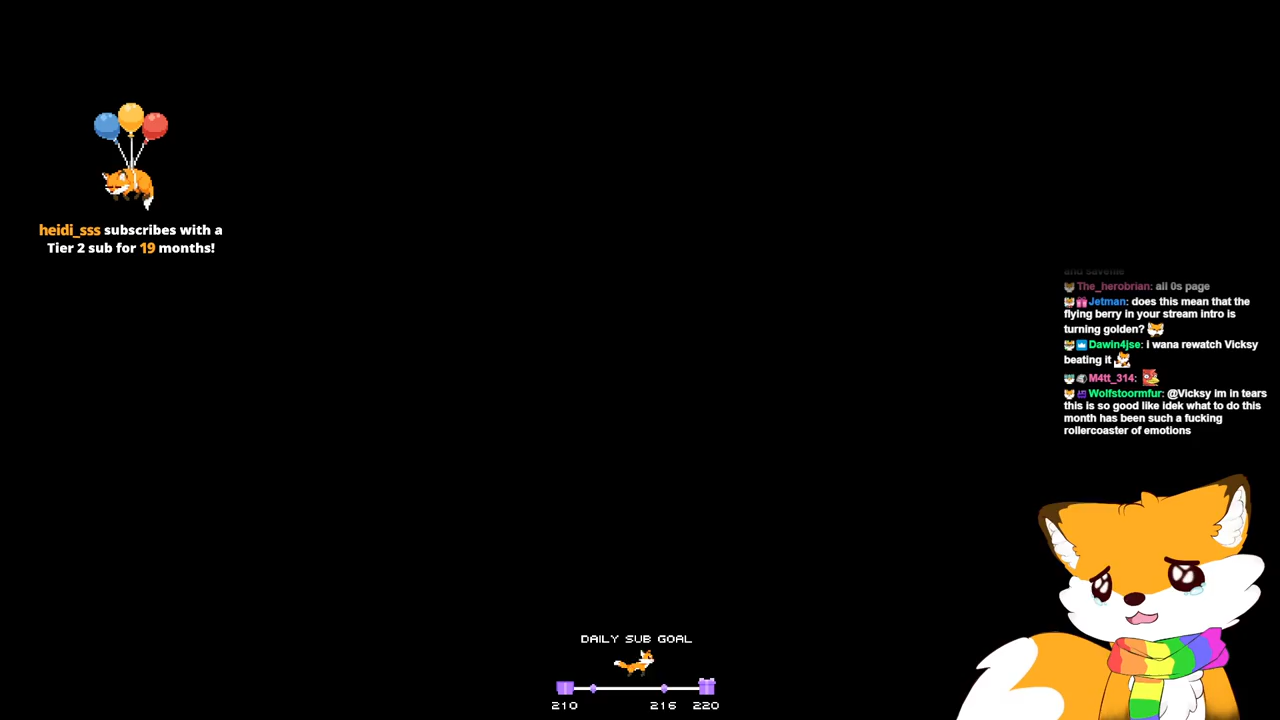 heidi_sss subscribes with a
Tier 2 sub for 19 months!
and savefile
The_herobrian: all 0s page
Jetman: does this mean that the
flying berry in your stream intro is
turning golden?
Dawin4jse: i wana rewatch Vicksy
beating it
M4tt_314:
Wolfstoormfur: @Vicksy im in tears
this is so good like idek what to do this
month has been such a fucking
rollercoaster of emotions
DAILY SUB GOAL
210 216 220